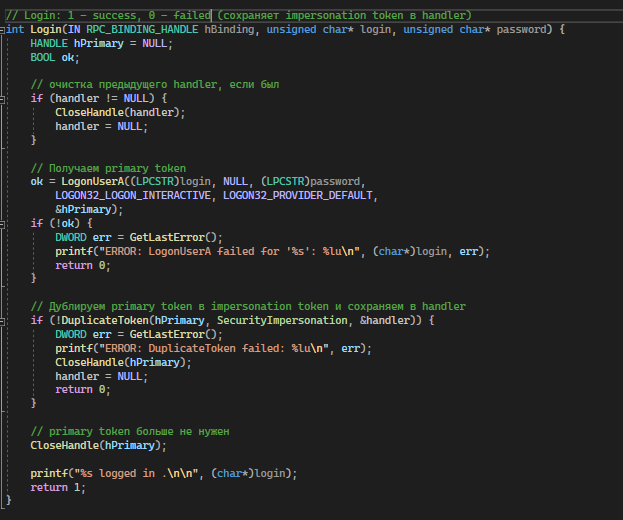 // Login: 1 - success, 0 - failed (сохраняет impersonation token в handler)
int Login(IN RPC_BINDING_HANDLE hBinding, unsigned char* login, unsigned char* password) {
    HANDLE hPrimary = NULL;
    BOOL ok;

    // очистка предыдущего handler, если был
    if (handler != NULL) {
        CloseHandle(handler);
        handler = NULL;
    }

    // Получаем primary token
    ok = LogonUserA((LPCSTR)login, NULL, (LPCSTR)password,
        LOGON32_LOGON_INTERACTIVE, LOGON32_PROVIDER_DEFAULT,
        &hPrimary);
    if (!ok) {
        DWORD err = GetLastError();
        printf("ERROR: LogonUserA failed for '%s': %lu\n", (char*)login, err);
        return 0;
    }

    // Дублируем primary token в impersonation token и сохраняем в handler
    if (!DuplicateToken(hPrimary, SecurityImpersonation, &handler)) {
        DWORD err = GetLastError();
        printf("ERROR: DuplicateToken failed: %lu\n", err);
        CloseHandle(hPrimary);
        handler = NULL;
        return 0;
    }

    // primary token больше не нужен
    CloseHandle(hPrimary);

    printf("%s logged in .\n\n", (char*)login);
    return 1;
}